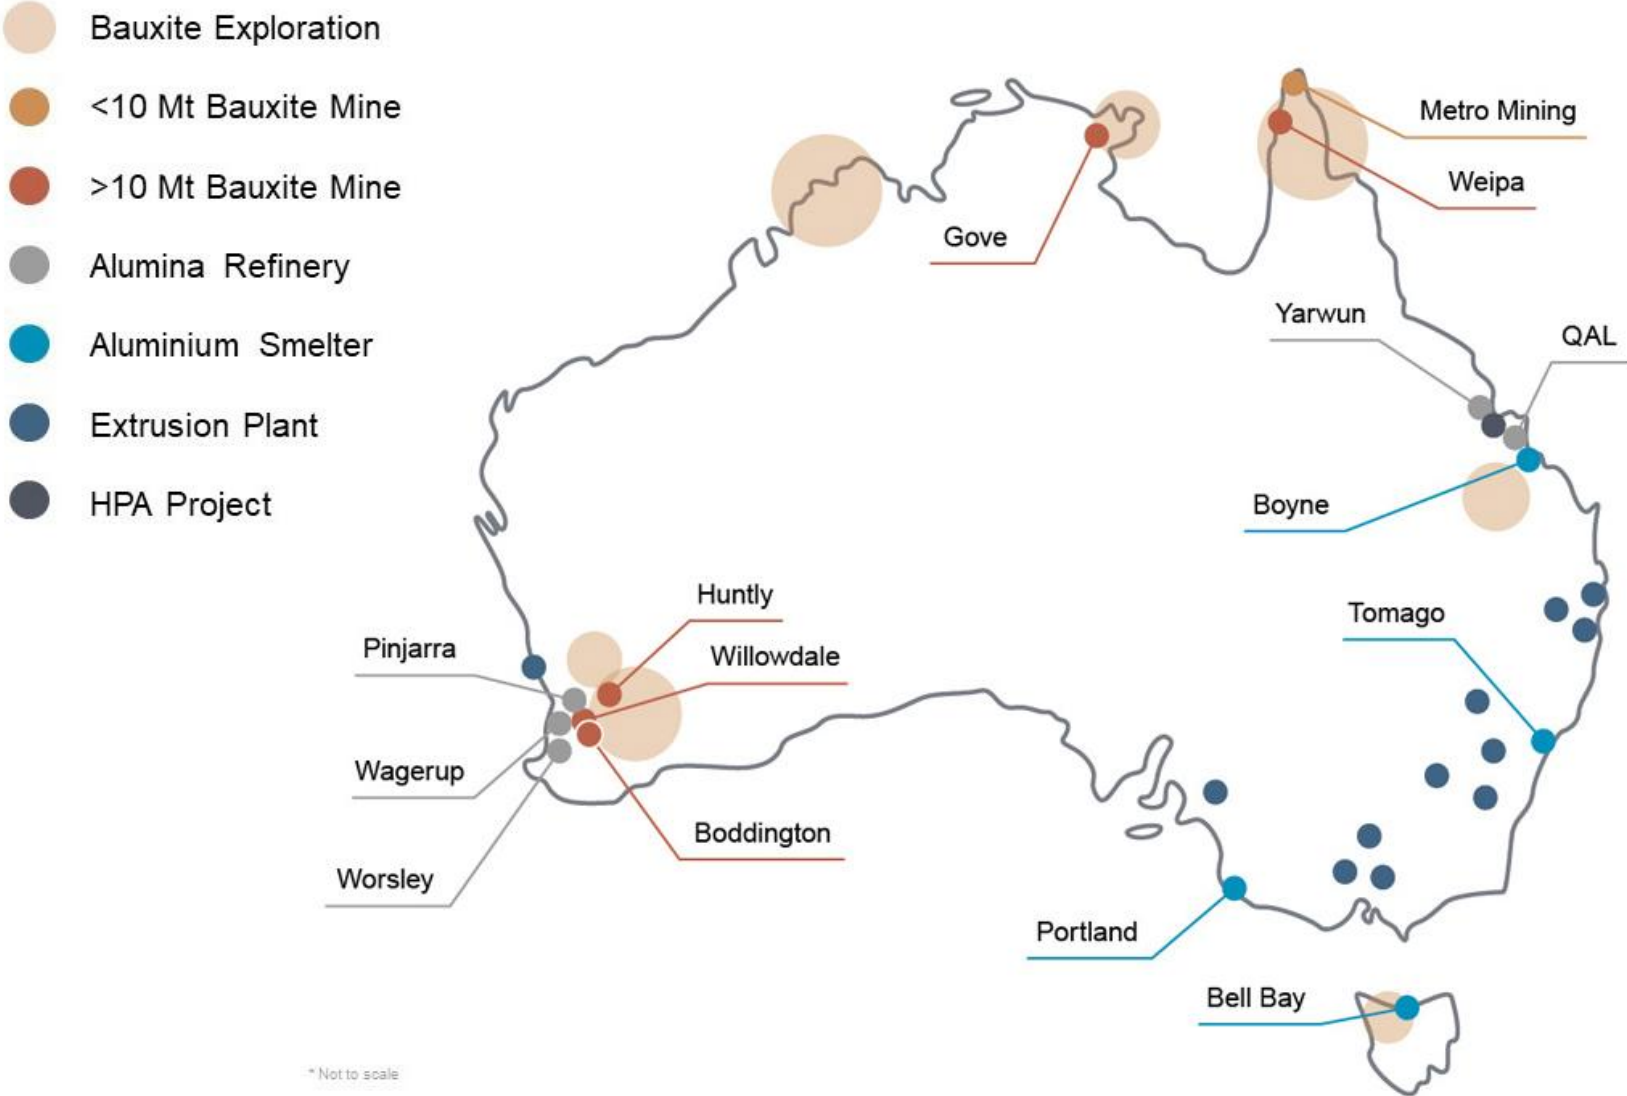 Bauxite Exploration
<10 Mt Bauxite Mine
>10 Mt Bauxite Mine
Alumina Refinery
Aluminium Smelter
Extrusion Plant
HPA Project
Metro Mining
Weipa
Gove
Yarwun
QAL
Boyne
Huntly
Tomago
Pinjarra
Willowdale
Wagerup
Boddington
Worsley
Portland
Bell Bay
* Not to scale